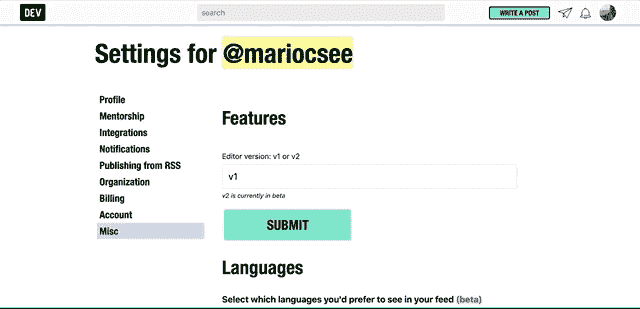 DEV
search
WRITE A POST
Settings for @mariocsee
Profile
Mentorship
Integrations
Notifications
Publishing from RSS
Organization
Billing
Account
Misc
Features
Editor version: v1 or v2
v1
v2 is currently in beta
SUBMIT
Languages
Select which languages you'd prefer to see in your feed (beta)